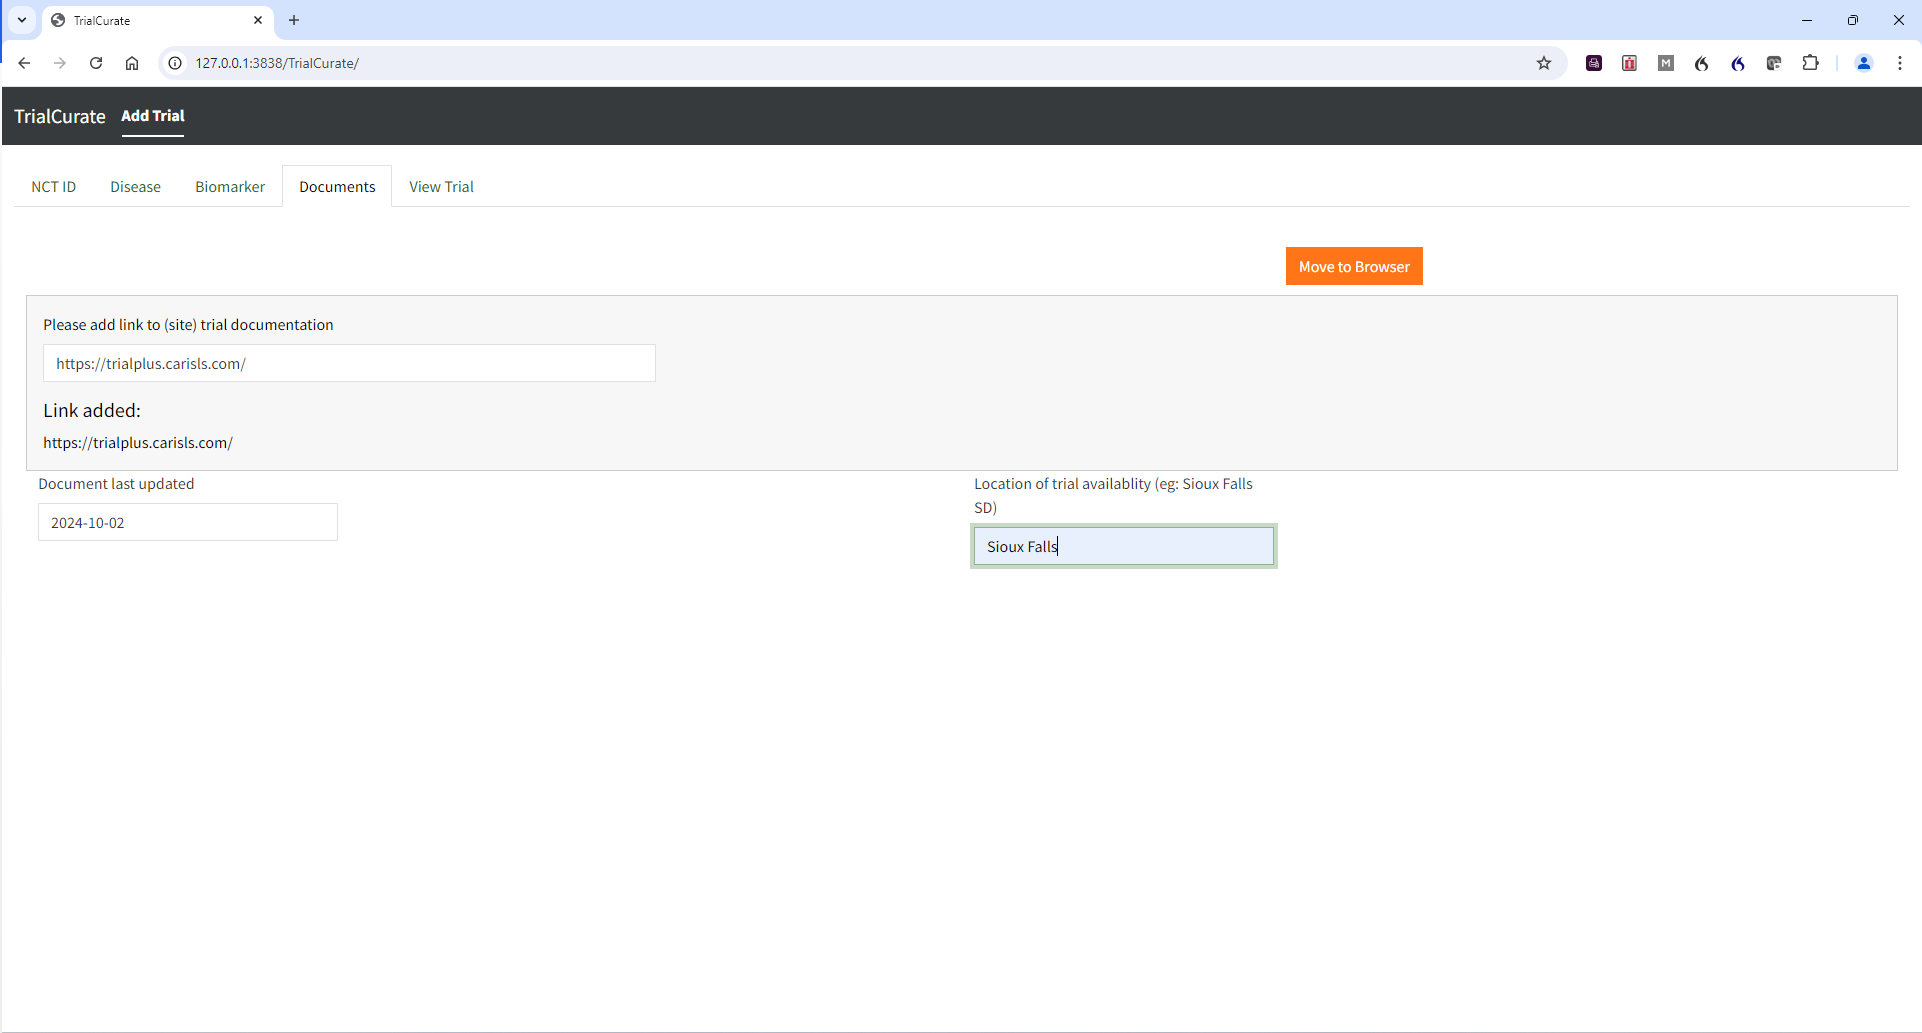 TrialCurate
127.0.0.1:3838/TrialCurate/
TrialCurate Add Trial
NCT ID Disease Biomarker Documents View Trial
Move to Browser
Please add link to (site) trial documentation
https://trialplus.carisls.com/
Link added:
https://trialplus.carisls.com/
Document last updated
2024-10-02
Location of trial availablity (eg: Sioux Falls
SD)
Sioux Falls